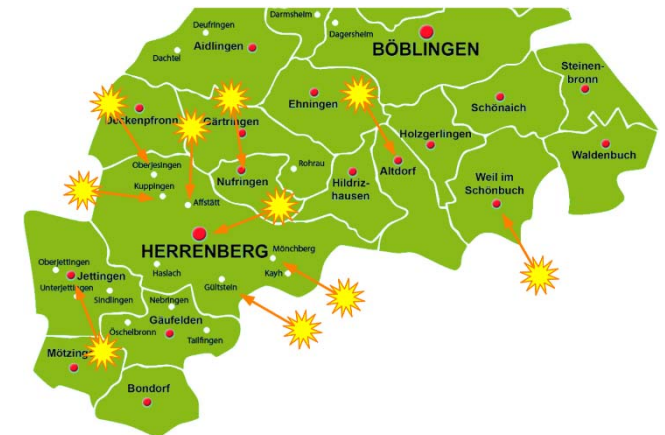 Darmsheim
Deufringen
Dagersheim
Aidlingen
BÖBLINGEN
Dachtel
Steinen-
bronn
Ehningen
Schönaich
Deckenpfronn
Gärtringen
Holzgerlingen
Waldenbuch
Oberjesingen
Rohrau
Kuppingen
Nufringen
Hildriz-
hausen
Altdorf
Weil im
Schönbuch
Affstätt
HERRENBERG
Mönchberg
Oberjettingen
Haslach
Kayh
Jettingen
Gültstein
Unterjettingen
Sindlingen
Nebringen
Öschelbronn
Gäufelden
Tailfingen
Mötzingen
Bondorf